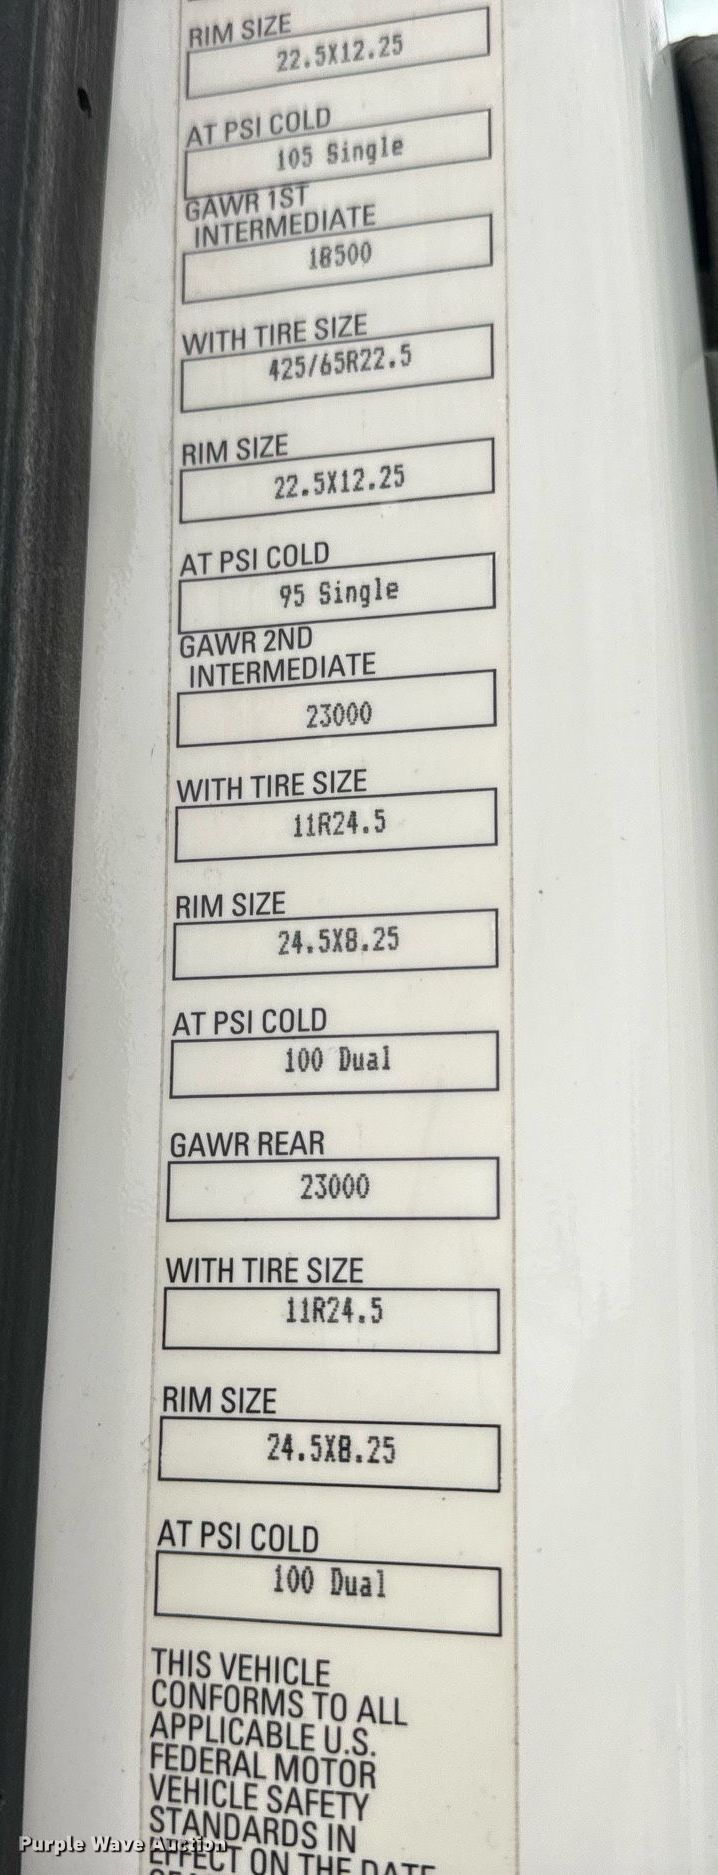 RIM SIZE
22.5X12.25
AT PSI COLD
105 Single
GAWR 1ST
INTERMEDIATE
18500
WITH TIRE SIZE
425/65R22.5
RIM SIZE
22.5X12.25
AT PSI COLD
95 Single
GAWR 2ND
INTERMEDIATE
23000
WITH TIRE SIZE
11R24.5
RIM SIZE
24.5X8.25
AT PSI COLD
100 Dual
GAWR REAR
23000
WITH TIRE SIZE
11R24.5
RIM SIZE
24.5X8.25
AT PSI COLD
100 Dual
THIS VEHICLE
CONFORMS TO ALL
APPLICABLE U.S.
FEDERAL MOTOR
VEHICLE SAFETY
STANDARDS IN
EFFECT ON THE DATE
Purple Wave Auction